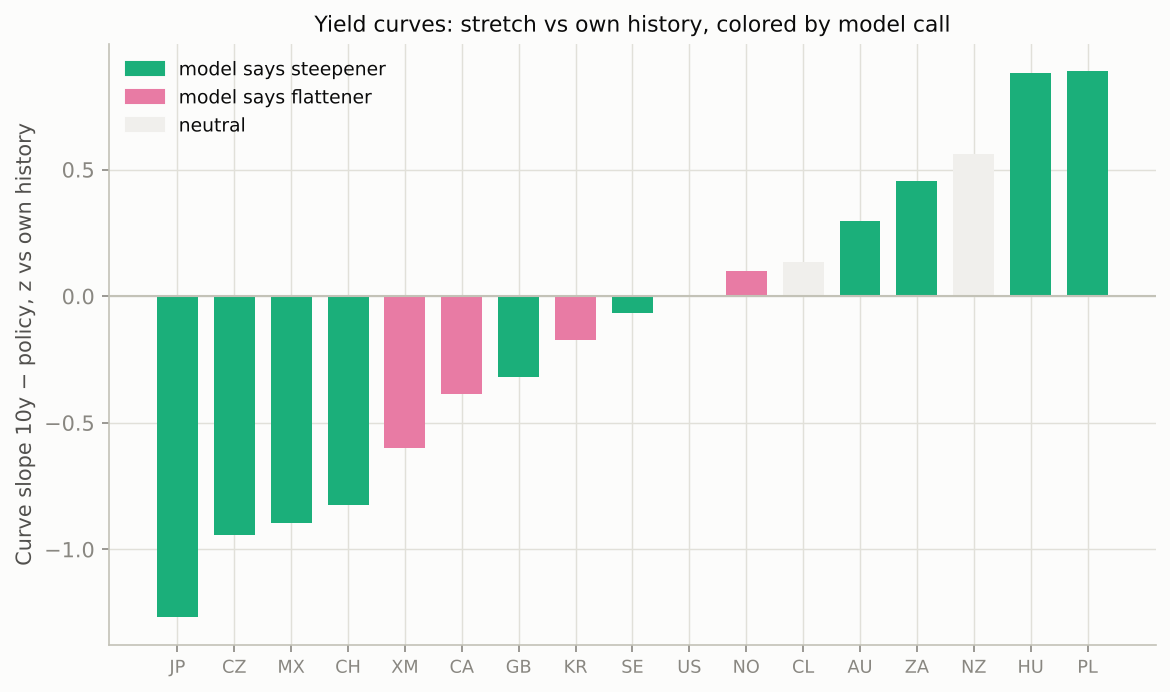 Yield curves: stretch vs own history, colored by model call
model says steepener
model says flattener
neutral
Curve slope 10y − policy, z vs own history
0.5
0.0
−0.5
−1.0
JP CZ MX CH XM CA GB KR SE US NO CL AU ZA NZ HU PL